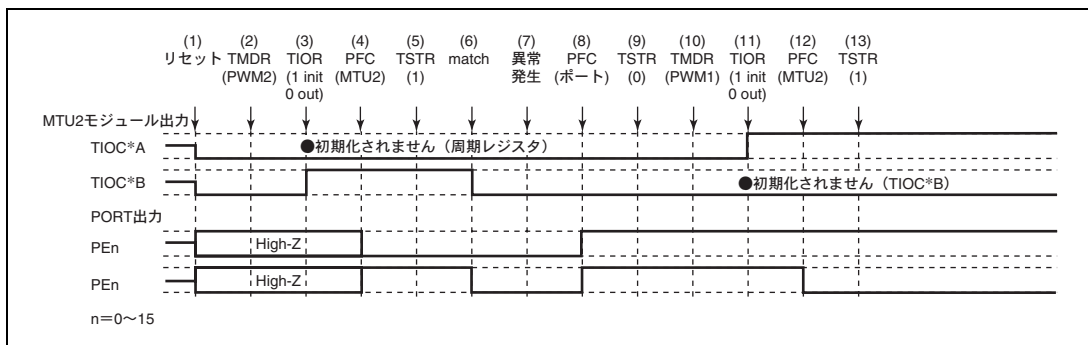 (1) (2) (3) (4) (5) (6) (7) (8) (9) (10) (11) (12) (13)
リセット TMDR TIOR PFC TSTR match 異常 PFC TSTR TMDR TIOR PFC TSTR
(PWM2) (1 init (MTU2) (1) 発生 (ポート) (0) (PWM1) (1 init (MTU2) (1)
0 out) 0 out)
MTU2モジュール出力
TIOC*A ●初期化されません（周期レジスタ）
TIOC*B ●初期化されません（TIOC*B）
PORT出力
PEn High-Z
PEn High-Z
n＝0～15